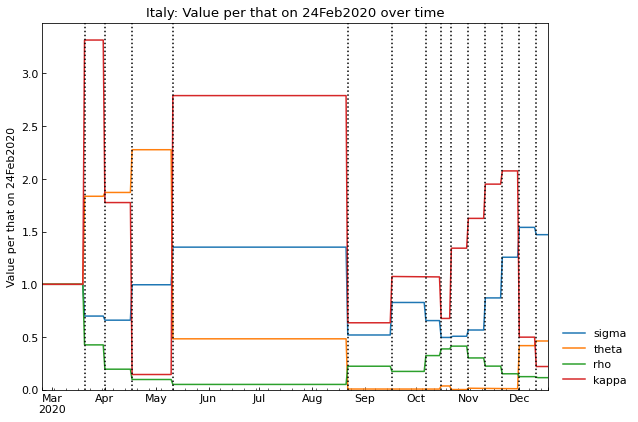 Italy: Value per that on 24Feb2020 over time
Value per that on 24Feb2020
3.0
2.5
2.0
1.5
1.0
0.5
0.0
Mar Apr May Jun Jul Aug Sep Oct Nov Dec
2020
sigma
theta
rho
kappa